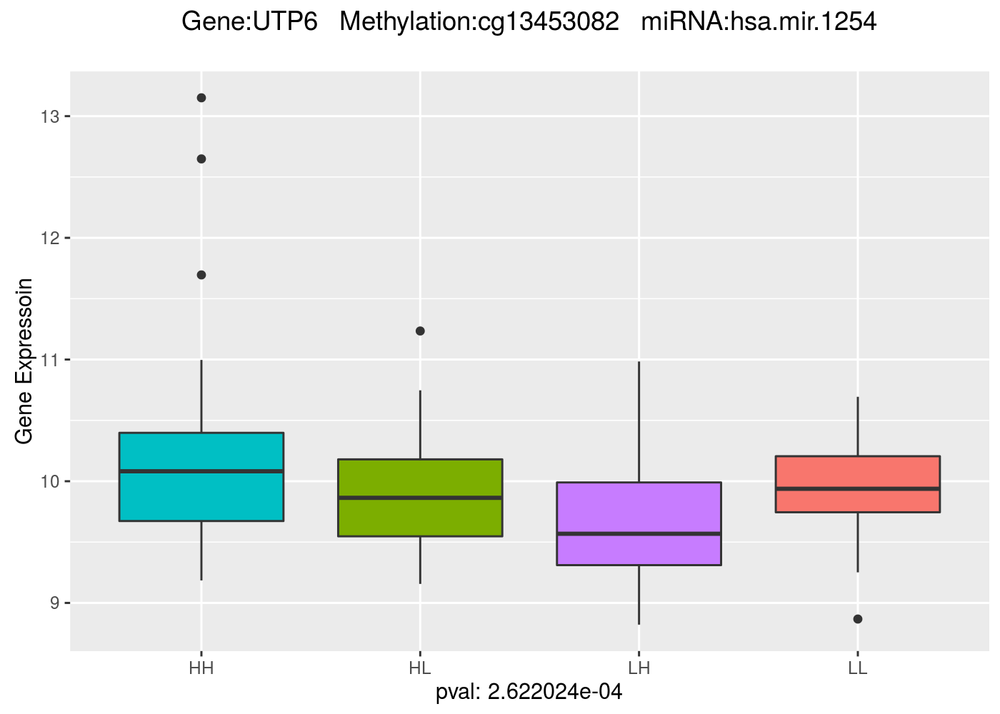 Gene:UTP6   Methylation:cg13453082   miRNA:hsa.mir.1254
13
12
11
10
9
Gene Expressoin
HH HL LH LL
pval: 2.622024e-04